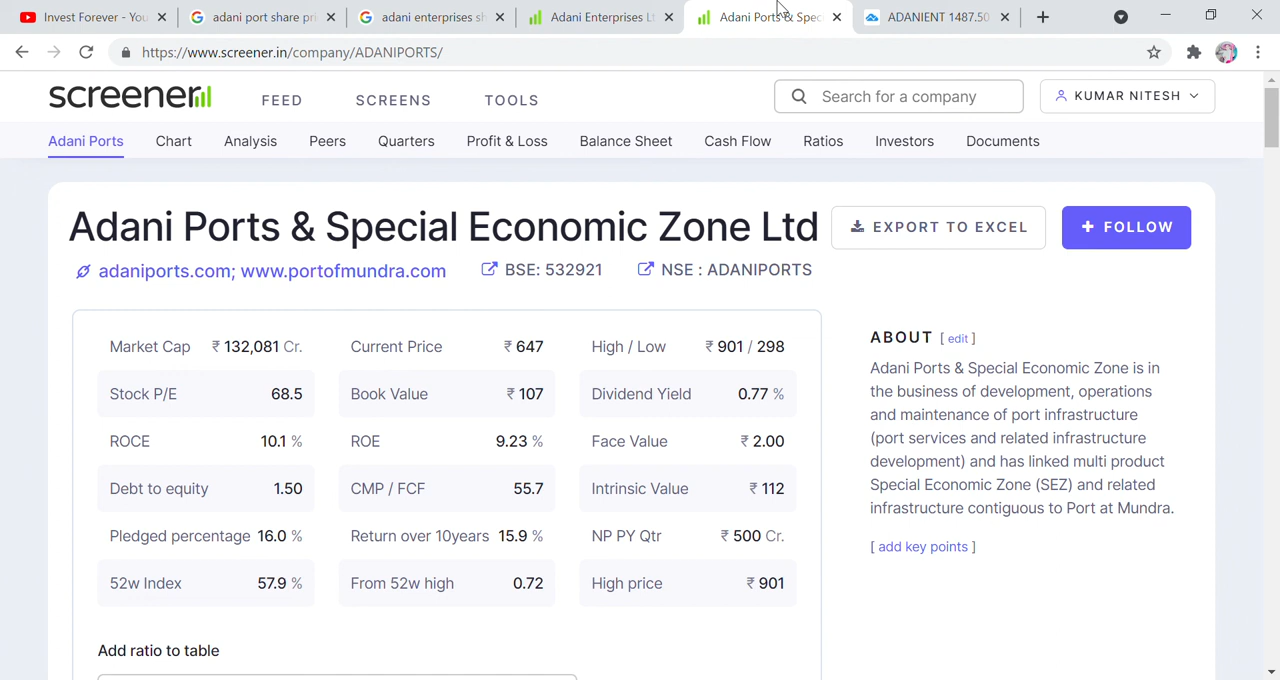 Invest Forever - You
adani port share pri
adani enterprises sh
Adani Enterprises Lt
Adani Ports & Spec
ADANIENT 1487.50
https://www.screener.in/company/ADANIPORTS/
screener
FEED
SCREENS
TOOLS
Search for a company
KUMAR NITESH
Adani Ports
Chart
Analysis
Peers
Quarters
Profit & Loss
Balance Sheet
Cash Flow
Ratios
Investors
Documents
Adani Ports & Special Economic Zone Ltd
EXPORT TO EXCEL
+ FOLLOW
adaniports.com; www.portofmundra.com
BSE: 532921
NSE : ADANIPORTS
Market Cap ₹ 132,081 Cr.
Current Price ₹ 647
High / Low ₹ 901 / 298
Stock P/E 68.5
Book Value ₹ 107
Dividend Yield 0.77 %
ROCE 10.1 %
ROE 9.23 %
Face Value ₹ 2.00
Debt to equity 1.50
CMP / FCF 55.7
Intrinsic Value ₹ 112
Pledged percentage 16.0 %
Return over 10years 15.9 %
NP PY Qtr ₹ 500 Cr.
52w Index 57.9 %
From 52w high 0.72
High price ₹ 901
Add ratio to table
ABOUT [ edit ]
Adani Ports & Special Economic Zone is in
the business of development, operations
and maintenance of port infrastructure
(port services and related infrastructure
development) and has linked multi product
Special Economic Zone (SEZ) and related
infrastructure contiguous to Port at Mundra.
[ add key points ]